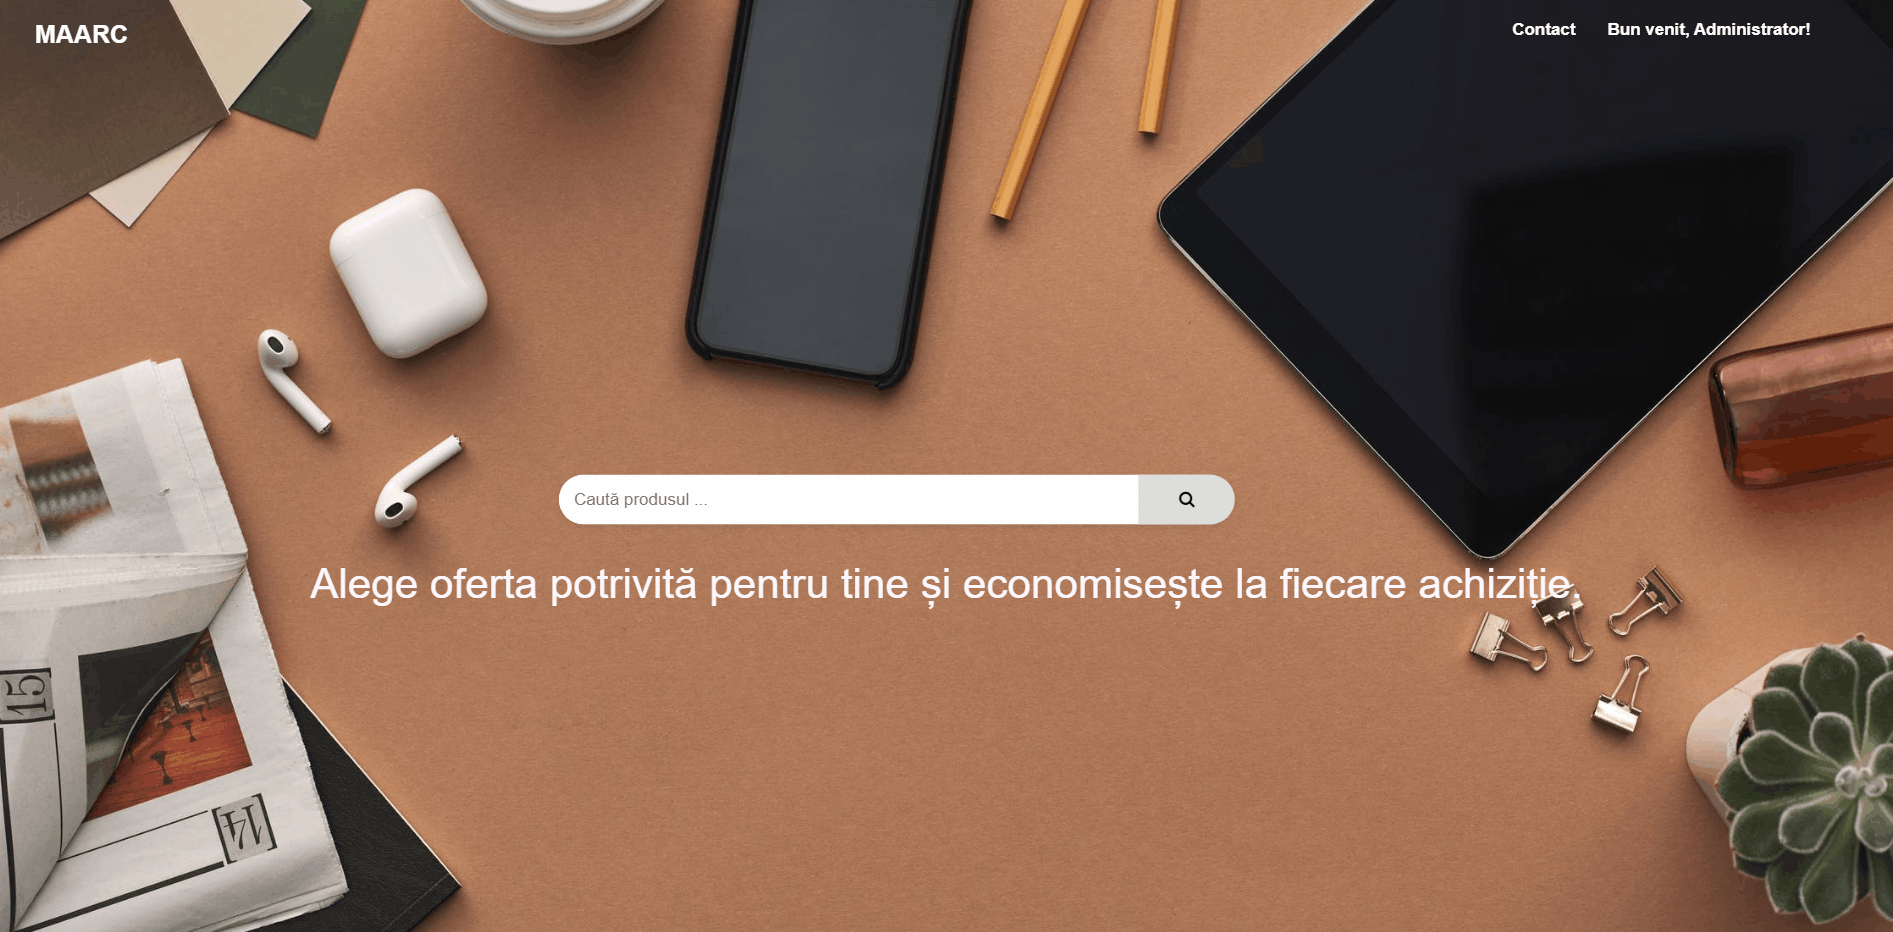 MAARC
Contact
Bun venit, Administrator!
Caută produsul ...
Alege oferta potrivită pentru tine și economisește la fiecare achiziție.
15
14